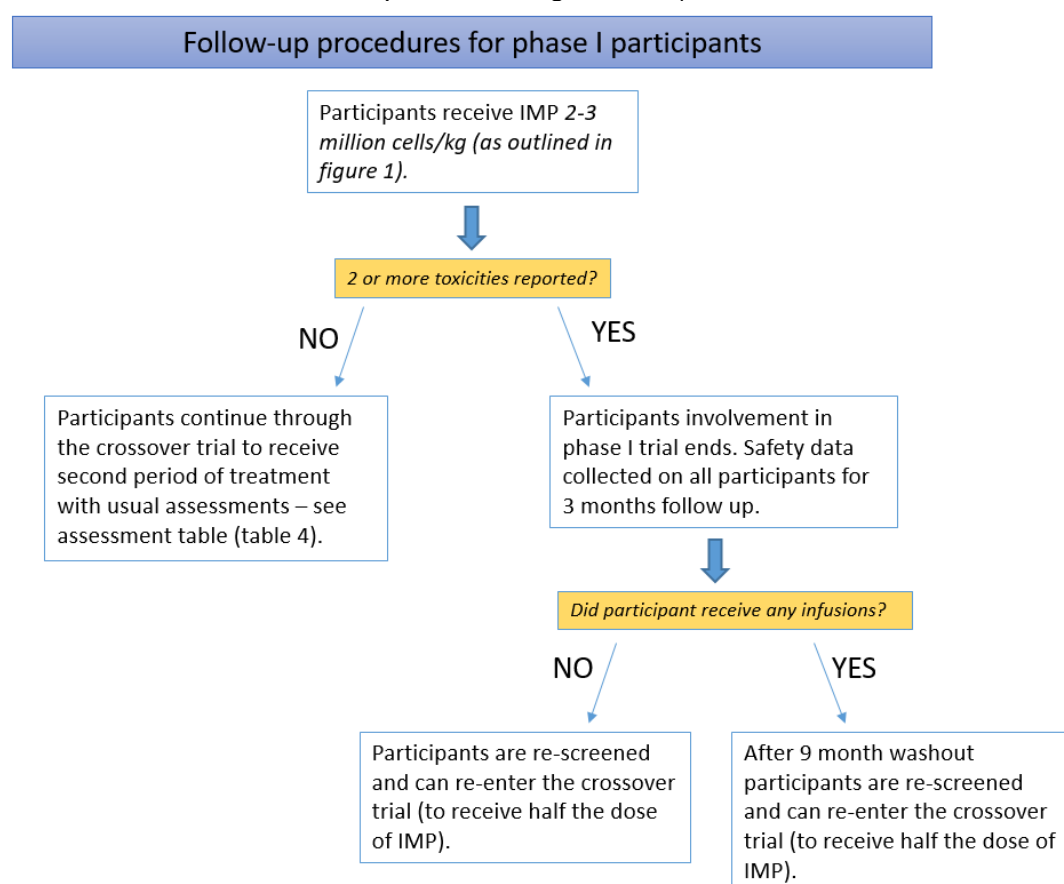 Follow-up procedures for phase I participants
Participants receive IMP 2-3
million cells/kg (as outlined in
figure 1).
2 or more toxicities reported?
NO
YES
Participants continue through
the crossover trial to receive
second period of treatment
with usual assessments – see
assessment table (table 4).
Participants involvement in
phase I trial ends. Safety data
collected on all participants for
3 months follow up.
Did participant receive any infusions?
NO
YES
Participants are re-screened
and can re-enter the crossover
trial (to receive half the dose
of IMP).
After 9 month washout
participants are re-screened
and can re-enter the crossover
trial (to receive half the dose of
IMP).